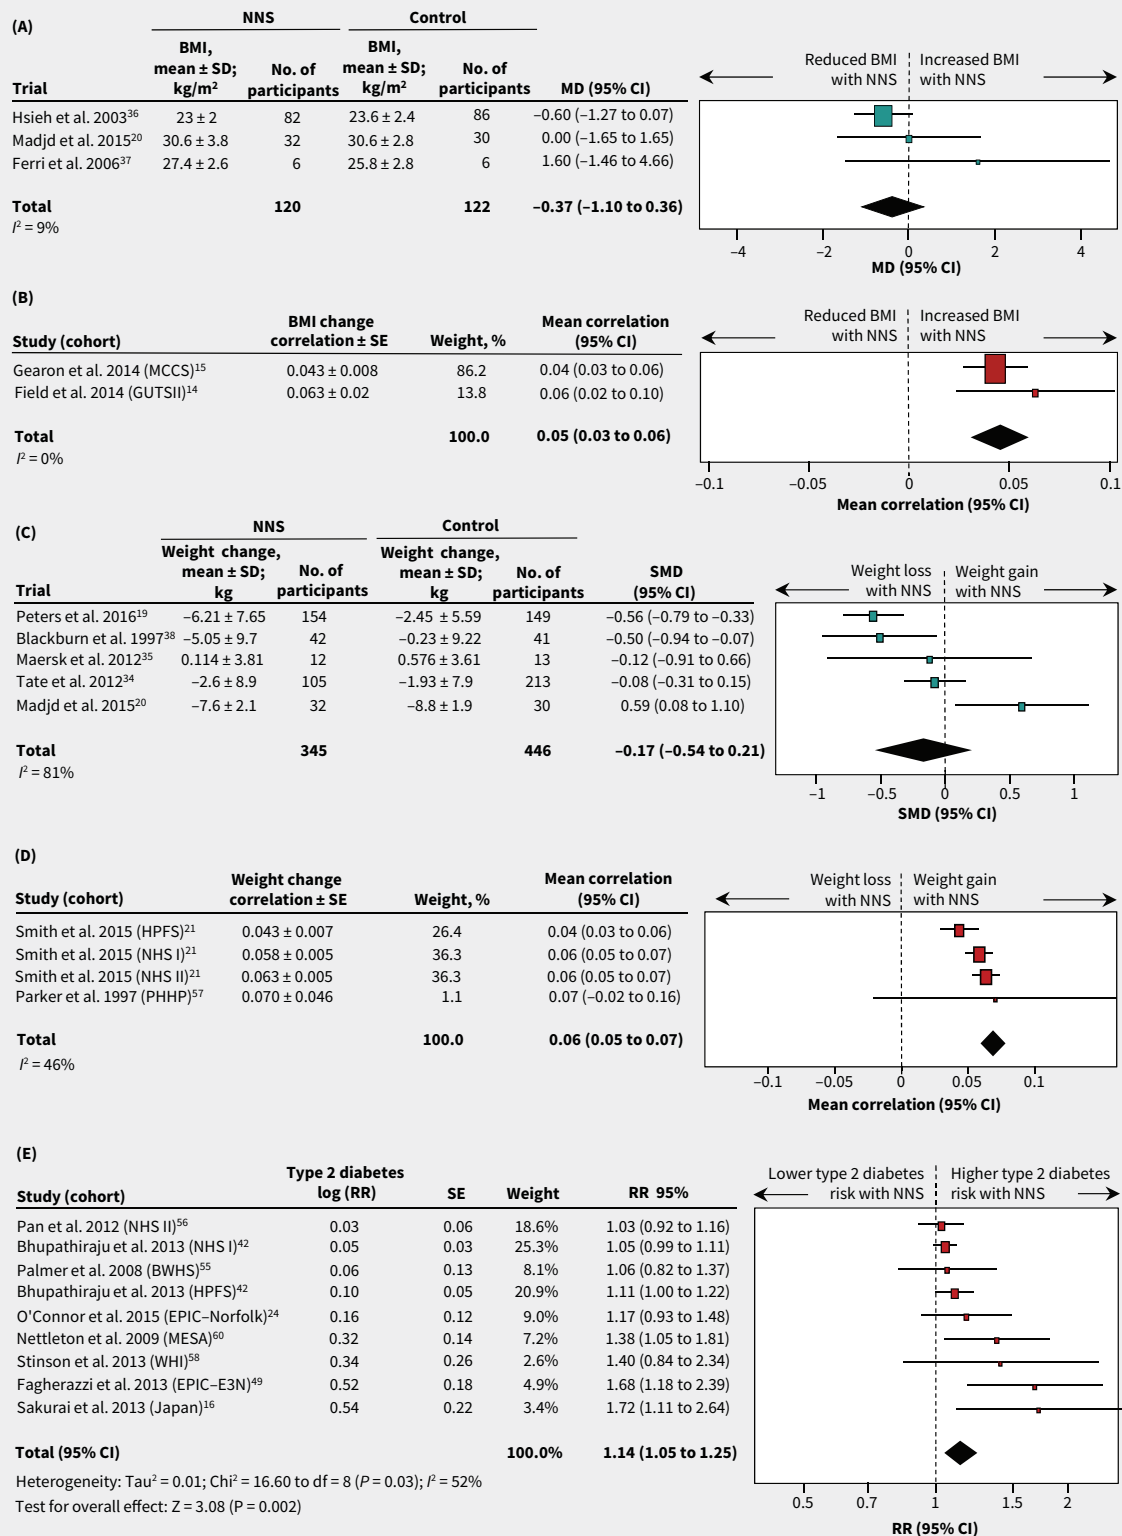 (A)
NNS Control
BMI, mean ± SD; kg/m² No. of participants BMI, mean ± SD; kg/m² No. of participants
Trial MD (95% CI)
Reduced BMI with NNS Increased BMI with NNS
Hsieh et al. 2003³⁶ 23 ± 2 82 23.6 ± 2.4 86 −0.60 (−1.27 to 0.07)
Madjd et al. 2015²⁰ 30.6 ± 3.8 32 30.6 ± 2.8 30 0.00 (−1.65 to 1.65)
Ferri et al. 2006³⁷ 27.4 ± 2.6 6 25.8 ± 2.8 6 1.60 (−1.46 to 4.66)
Total 120 122 −0.37 (−1.10 to 0.36)
I² = 9%
−4 −2 0 2 4
MD (95% CI)
(B)
Study (cohort) BMI change correlation ± SE Weight, % Mean correlation (95% CI)
Reduced BMI with NNS Increased BMI with NNS
Gearon et al. 2014 (MCCS)¹⁵ 0.043 ± 0.008 86.2 0.04 (0.03 to 0.06)
Field et al. 2014 (GUTSII)¹⁴ 0.063 ± 0.02 13.8 0.06 (0.02 to 0.10)
Total 100.0 0.05 (0.03 to 0.06)
I² = 0%
−0.1 −0.05 0 0.05 0.1
Mean correlation (95% CI)
(C)
NNS Control
Weight change, mean ± SD; kg No. of participants Weight change, mean ± SD; kg No. of participants
Trial SMD (95% CI)
Weight loss with NNS Weight gain with NNS
Peters et al. 2016¹⁹ −6.21 ± 7.65 154 −2.45 ± 5.59 149 −0.56 (−0.79 to −0.33)
Blackburn et al. 1997³⁸ −5.05 ± 9.7 42 −0.23 ± 9.22 41 −0.50 (−0.94 to −0.07)
Maersk et al. 2012³⁵ 0.114 ± 3.81 12 0.576 ± 3.61 13 −0.12 (−0.91 to 0.66)
Tate et al. 2012³⁴ −2.6 ± 8.9 105 −1.93 ± 7.9 213 −0.08 (−0.31 to 0.15)
Madjd et al. 2015²⁰ −7.6 ± 2.1 32 −8.8 ± 1.9 30 0.59 (0.08 to 1.10)
Total 345 446 −0.17 (−0.54 to 0.21)
I² = 81%
−1 −0.5 0 0.5 1
SMD (95% CI)
(D)
Study (cohort) Weight change correlation ± SE Weight, % Mean correlation (95% CI)
Weight loss with NNS Weight gain with NNS
Smith et al. 2015 (HPFS)²¹ 0.043 ± 0.007 26.4 0.04 (0.03 to 0.06)
Smith et al. 2015 (NHS I)²¹ 0.058 ± 0.005 36.3 0.06 (0.05 to 0.07)
Smith et al. 2015 (NHS II)²¹ 0.063 ± 0.005 36.3 0.06 (0.05 to 0.07)
Parker et al. 1997 (PHHP)⁵⁷ 0.070 ± 0.046 1.1 0.07 (−0.02 to 0.16)
Total 100.0 0.06 (0.05 to 0.07)
I² = 46%
−0.1 −0.05 0 0.05 0.1
Mean correlation (95% CI)
(E)
Study (cohort) Type 2 diabetes log (RR) SE Weight RR 95%
Lower type 2 diabetes risk with NNS Higher type 2 diabetes risk with NNS
Pan et al. 2012 (NHS II)⁵⁶ 0.03 0.06 18.6% 1.03 (0.92 to 1.16)
Bhupathiraju et al. 2013 (NHS I)⁴² 0.05 0.03 25.3% 1.05 (0.99 to 1.11)
Palmer et al. 2008 (BWHS)⁵⁵ 0.06 0.13 8.1% 1.06 (0.82 to 1.37)
Bhupathiraju et al. 2013 (HPFS)⁴² 0.10 0.05 20.9% 1.11 (1.00 to 1.22)
O'Connor et al. 2015 (EPIC–Norfolk)²⁴ 0.16 0.12 9.0% 1.17 (0.93 to 1.48)
Nettleton et al. 2009 (MESA)⁶⁰ 0.32 0.14 7.2% 1.38 (1.05 to 1.81)
Stinson et al. 2013 (WHI)⁵⁸ 0.34 0.26 2.6% 1.40 (0.84 to 2.34)
Fagherazzi et al. 2013 (EPIC–E3N)⁴⁹ 0.52 0.18 4.9% 1.68 (1.18 to 2.39)
Sakurai et al. 2013 (Japan)¹⁶ 0.54 0.22 3.4% 1.72 (1.11 to 2.64)
Total (95% CI) 100.0% 1.14 (1.05 to 1.25)
Heterogeneity: Tau² = 0.01; Chi² = 16.60 to df = 8 (P = 0.03); I² = 52%
Test for overall effect: Z = 3.08 (P = 0.002)
0.5 0.7 1 1.5 2
RR (95% CI)